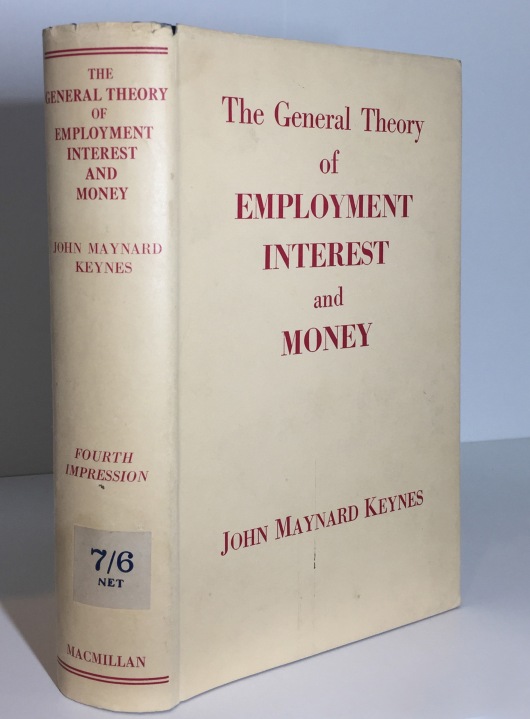 THE
GENERAL THEORY
OF
EMPLOYMENT
INTEREST
AND
MONEY
JOHN MAYNARD
KEYNES
FOURTH
IMPRESSION
7/6
NET
MACMILLAN
The General Theory
of
EMPLOYMENT
INTEREST
and
MONEY
JOHN MAYNARD KEYNES